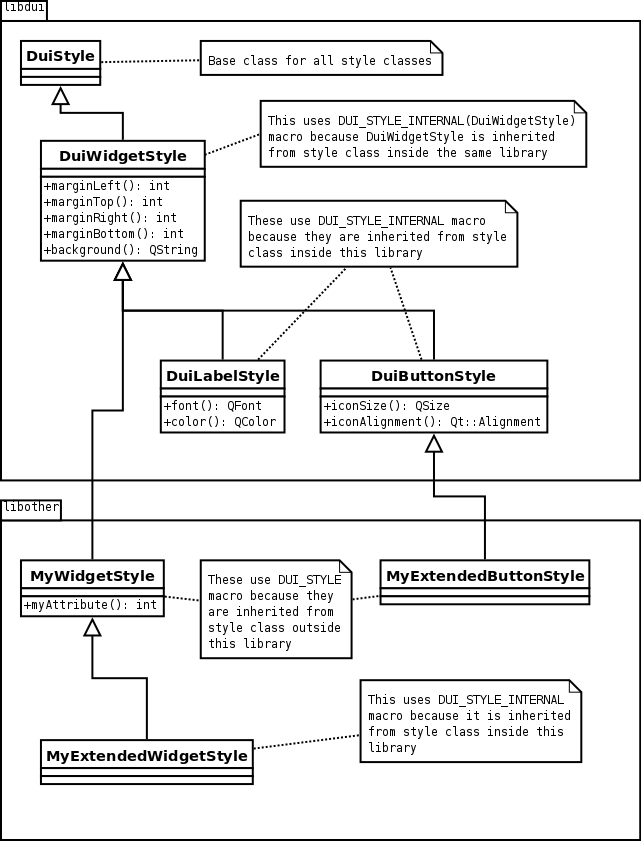 libdui
DuiStyle
Base class for all style classes
This uses DUI_STYLE_INTERNAL(DuiWidgetStyle)
macro because DuiWidgetStyle is inherited
from style class inside the same library
DuiWidgetStyle
+marginLeft(): int
+marginTop(): int
+marginRight(): int
+marginBottom(): int
+background(): QString
These use DUI_STYLE_INTERNAL macro
because they are inherited from style
class inside this library
DuiLabelStyle
+font(): QFont
+color(): QColor
DuiButtonStyle
+iconSize(): QSize
+iconAlignment(): Qt::Alignment
libother
MyWidgetStyle
+myAttribute(): int
These use DUI_STYLE
macro because they
are inherited from
style class outside
this library
MyExtendedButtonStyle
This uses DUI_STYLE_INTERNAL
macro because it is inherited
from style class inside this
library
MyExtendedWidgetStyle